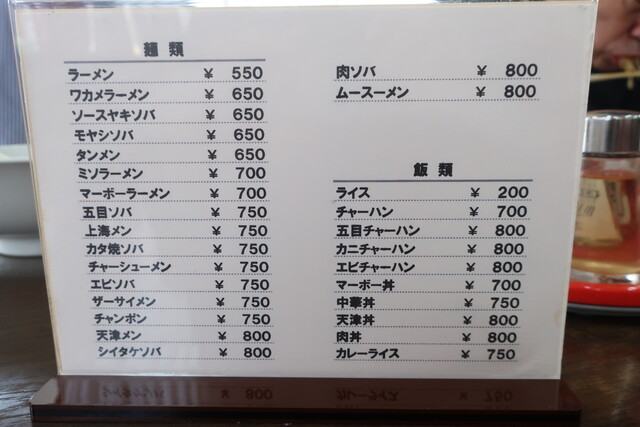 麺類
ラーメン ¥ 550
ワカメラーメン ¥ 650
ソースヤキソバ ¥ 650
モヤシソバ ¥ 650
タンメン ¥ 650
ミソラーメン ¥ 700
マーボーラーメン ¥ 700
五目ソバ ¥ 750
上海メン ¥ 750
カタ焼ソバ ¥ 750
チャーシューメン ¥ 750
エビソバ ¥ 750
ザーサイメン ¥ 750
チャンポン ¥ 750
天津メン ¥ 800
シイタケソバ ¥ 800
肉ソバ ¥ 800
ムースーメン ¥ 800
飯類
ライス ¥ 200
チャーハン ¥ 700
五目チャーハン ¥ 800
カニチャーハン ¥ 800
エビチャーハン ¥ 800
マーボー丼 ¥ 700
中華丼 ¥ 750
天津丼 ¥ 800
肉丼 ¥ 800
カレーライス ¥ 750